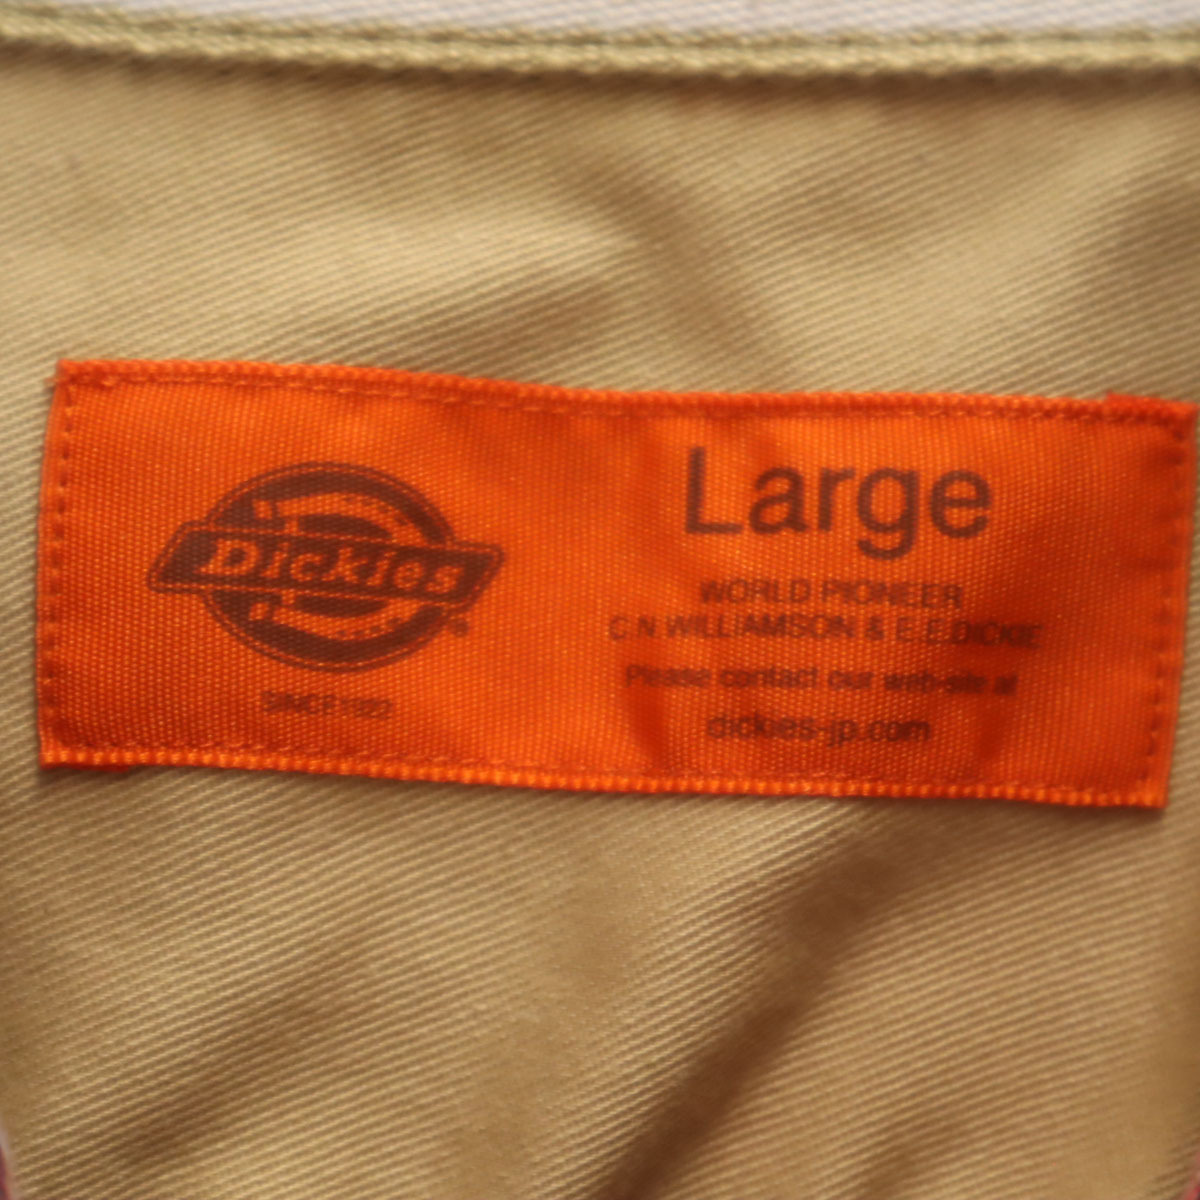 Dickies
SINCE 1922
Large
WORLD PIONEER
C.N.WILLIAMSON & E.E.DICKIE
Please contact our web-site at
dickies-jp.com